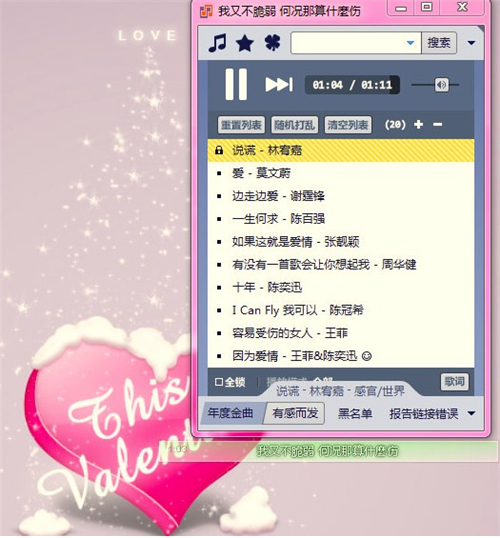 我又不脆弱 何况那算什麼伤
LOVE
搜索
01:04 / 01:11
重置列表 随机打乱 清空列表 (20) + -
说谎 - 林宥嘉
爱 - 莫文蔚
边走边爱 - 谢霆锋
一生何求 - 陈百强
如果这就是爱情 - 张靓颖
有没有一首歌会让你想起我 - 周华健
十年 - 陈奕迅
I Can Fly 我可以 - 陈冠希
容易受伤的女人 - 王菲
因为爱情 - 王菲&陈奕迅
全锁 全部 歌词
说谎 - 林宥嘉 - 感官/世界
年度金曲 有感而发 黑名单 报告链接错误
1:03 我又不脆弱 何况那算什麼伤
This